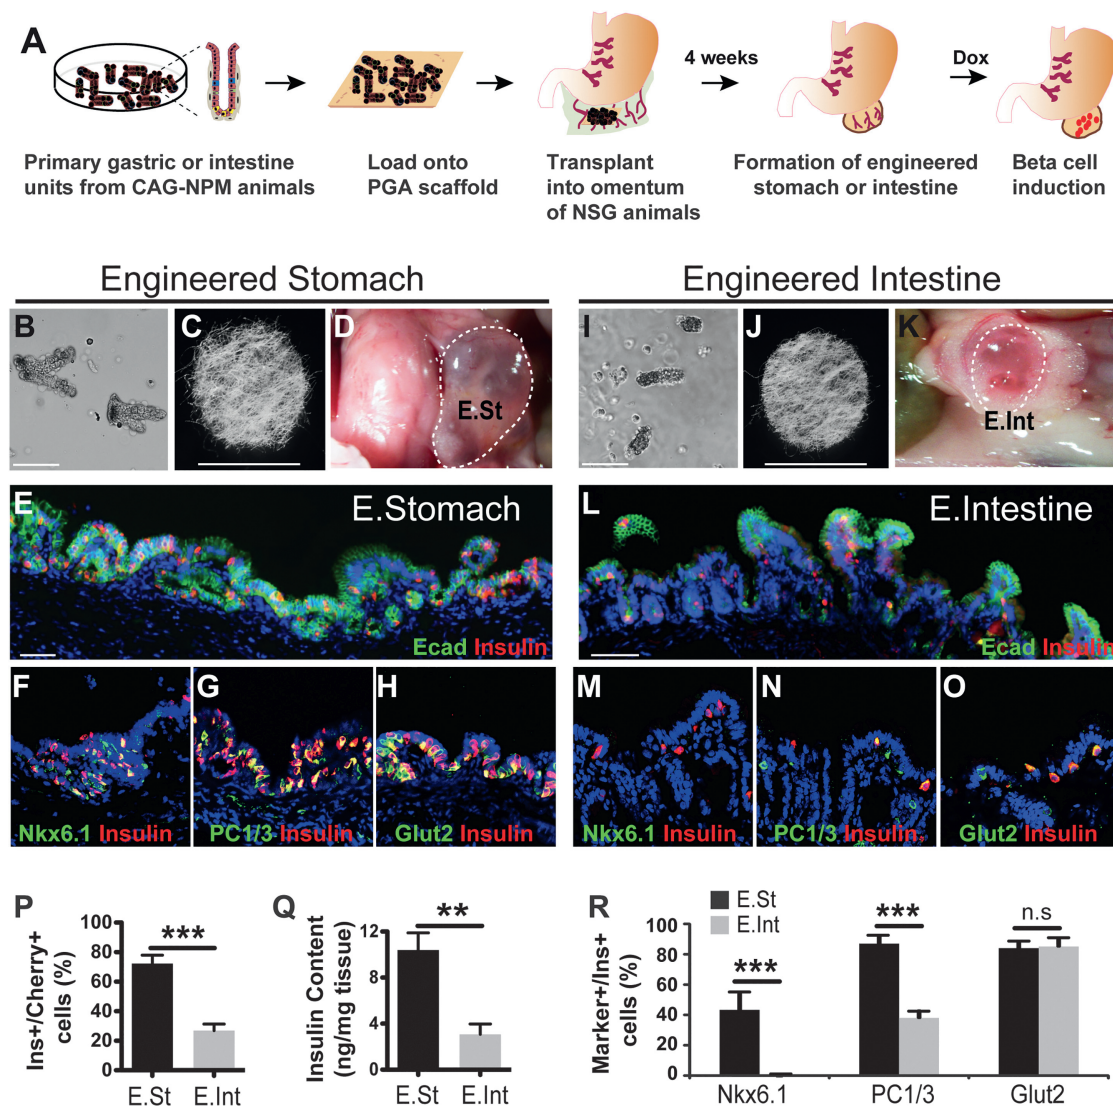 A
4 weeks
Dox
Primary gastric or intestine
units from CAG-NPM animals
Load onto
PGA scaffold
Transplant
into omentum
of NSG animals
Formation of engineered
stomach or intestine
Beta cell
induction
Engineered Stomach
Engineered Intestine
B
C
D
E.St
I
J
K
E.Int
E
E.Stomach
Ecad Insulin
L
E.Intestine
Ecad Insulin
F
Nkx6.1 Insulin
G
PC1/3 Insulin
H
Glut2 Insulin
M
Nkx6.1 Insulin
N
PC1/3 Insulin
O
Glut2 Insulin
P
Ins+/Cherry+
cells (%)
100
80
60
40
20
0
***
E.St
E.Int
Q
Insulin Content
(ng/mg tissue)
12
8
4
0
**
E.St
E.Int
R
E.St
E.Int
Marker+/Ins+
cells (%)
100
80
60
40
20
0
***
***
n.s
Nkx6.1
PC1/3
Glut2